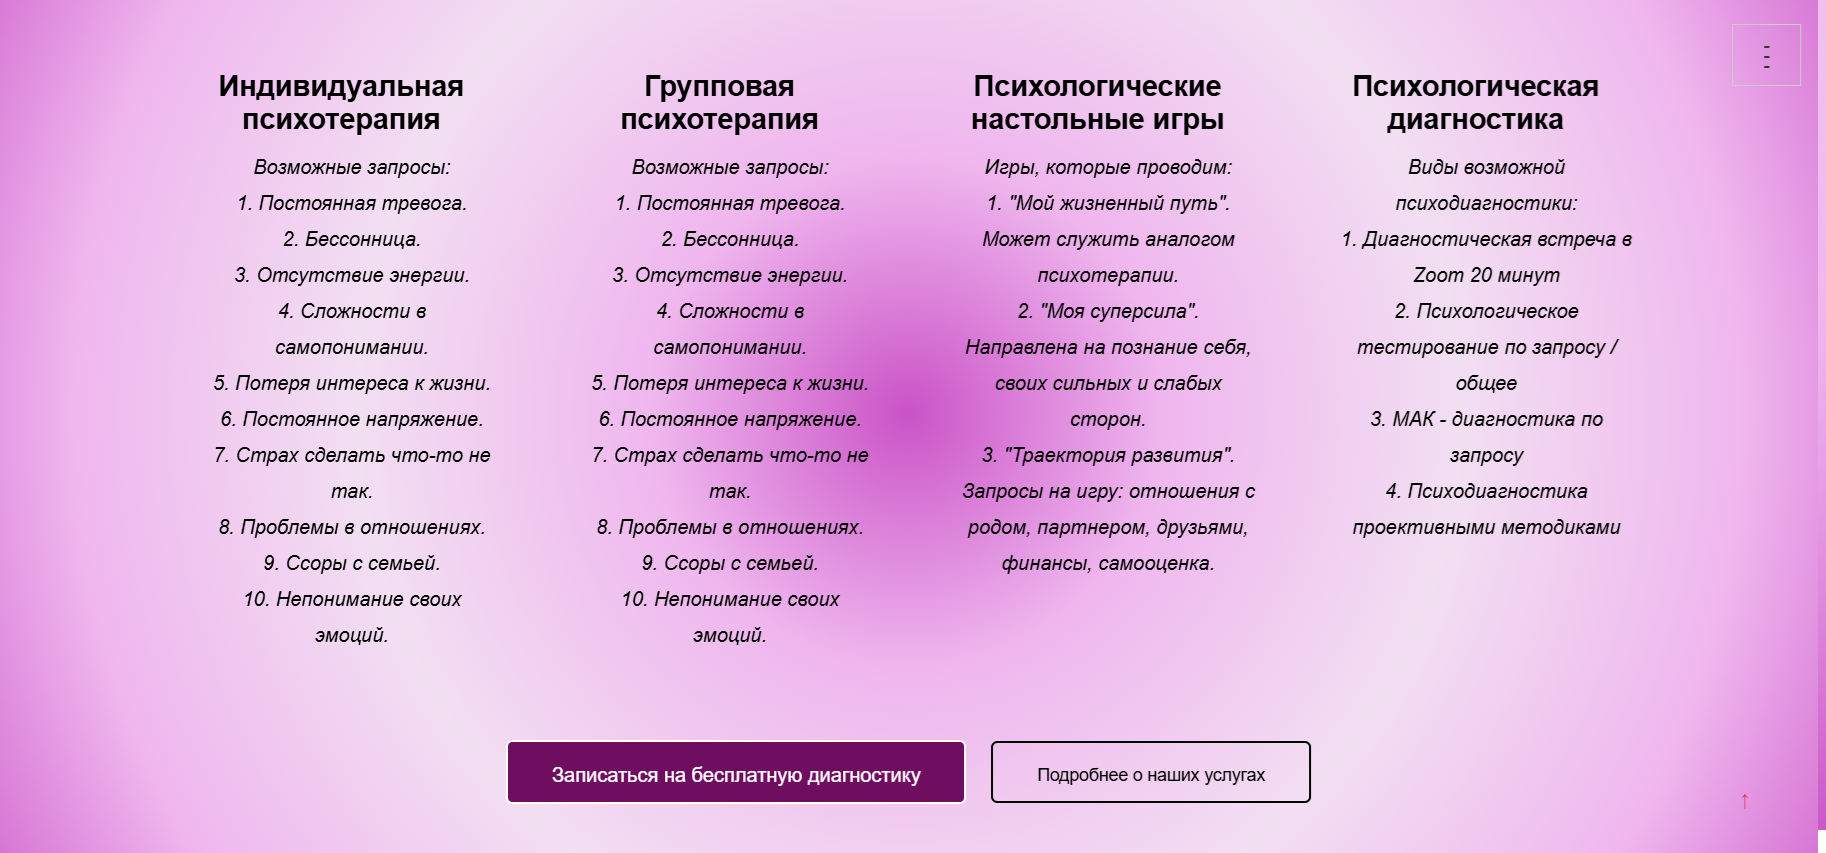 Индивидуальная
психотерапия
Возможные запросы:
1. Постоянная тревога.
2. Бессонница.
3. Отсутствие энергии.
4. Сложности в
самопонимании.
5. Потеря интереса к жизни.
6. Постоянное напряжение.
7. Страх сделать что-то не
так.
8. Проблемы в отношениях.
9. Ссоры с семьей.
10. Непонимание своих
эмоций.
Групповая
психотерапия
Возможные запросы:
1. Постоянная тревога.
2. Бессонница.
3. Отсутствие энергии.
4. Сложности в
самопонимании.
5. Потеря интереса к жизни.
6. Постоянное напряжение.
7. Страх сделать что-то не
так.
8. Проблемы в отношениях.
9. Ссоры с семьей.
10. Непонимание своих
эмоций.
Психологические
настольные игры
Игры, которые проводим:
1. "Мой жизненный путь".
Может служить аналогом
психотерапии.
2. "Моя суперсила".
Направлена на познание себя,
своих сильных и слабых
сторон.
3. "Траектория развития".
Запросы на игру: отношения с
родом, партнером, друзьями,
финансы, самооценка.
Психологическая
диагностика
Виды возможной
психодиагностики:
1. Диагностическая встреча в
Zoom 20 минут
2. Психологическое
тестирование по запросу /
общее
3. МАК - диагностика по
запросу
4. Психодиагностика
проективными методиками
Записаться на бесплатную диагностику
Подробнее о наших услугах
↑